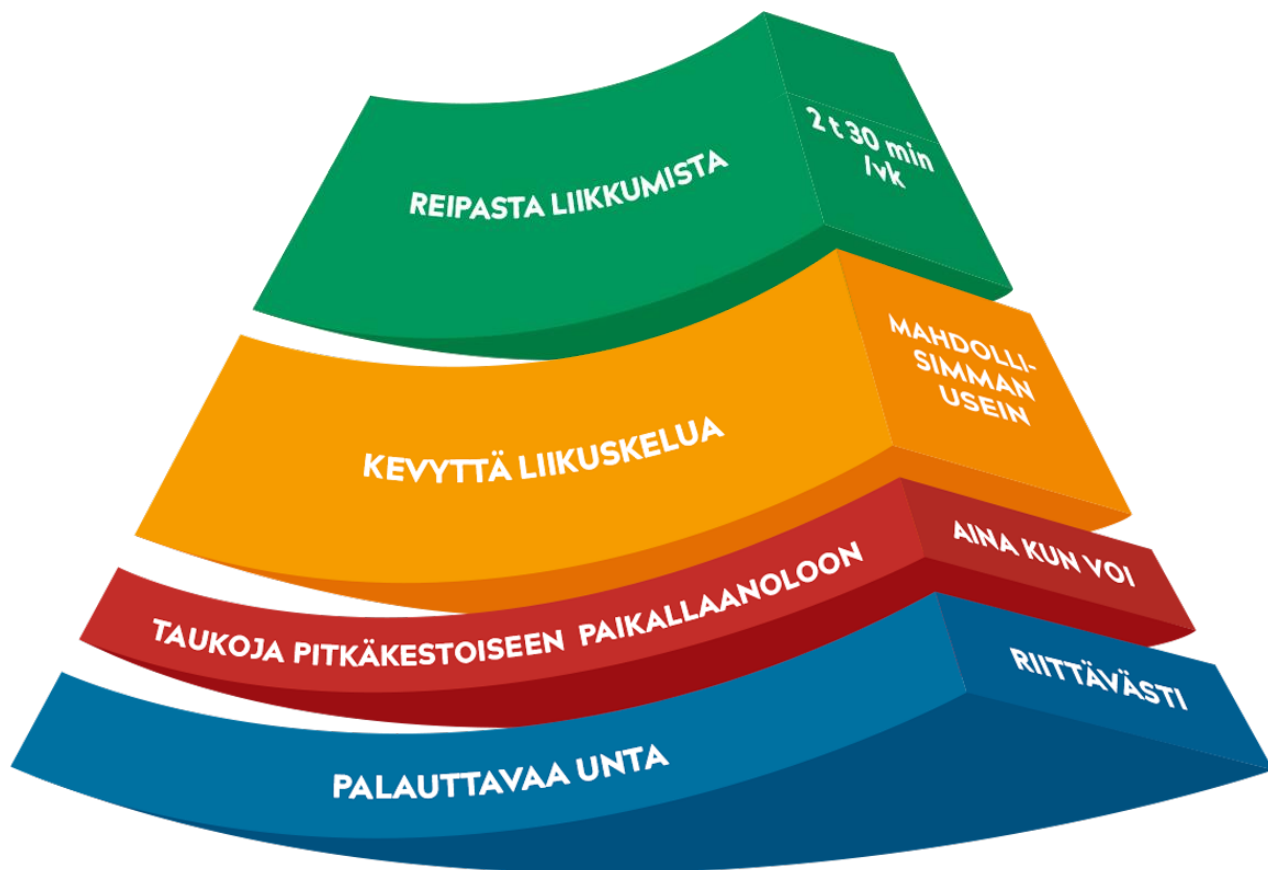 REIPASTA LIIKKUMISTA
2 t 30 min
/vk
KEVYTTÄ LIIKUSKELUA
MAHDOLLI-
SIMMAN
USEIN
TAUKOJA PITKÄKESTOISEEN PAIKALLAANOLOON
AINA KUN VOI
PALAUTTAVAA UNTA
RIITTÄVÄSTI